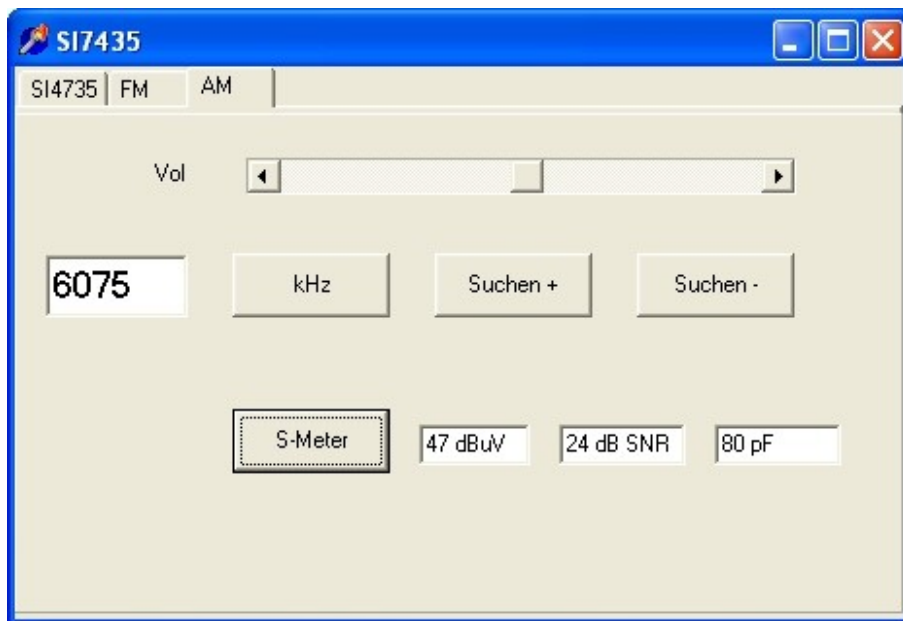 SI7435
SI4735 FM AM
Vol
6075 kHz Suchen + Suchen -
S-Meter 47 dBuV 24 dB SNR 80 pF